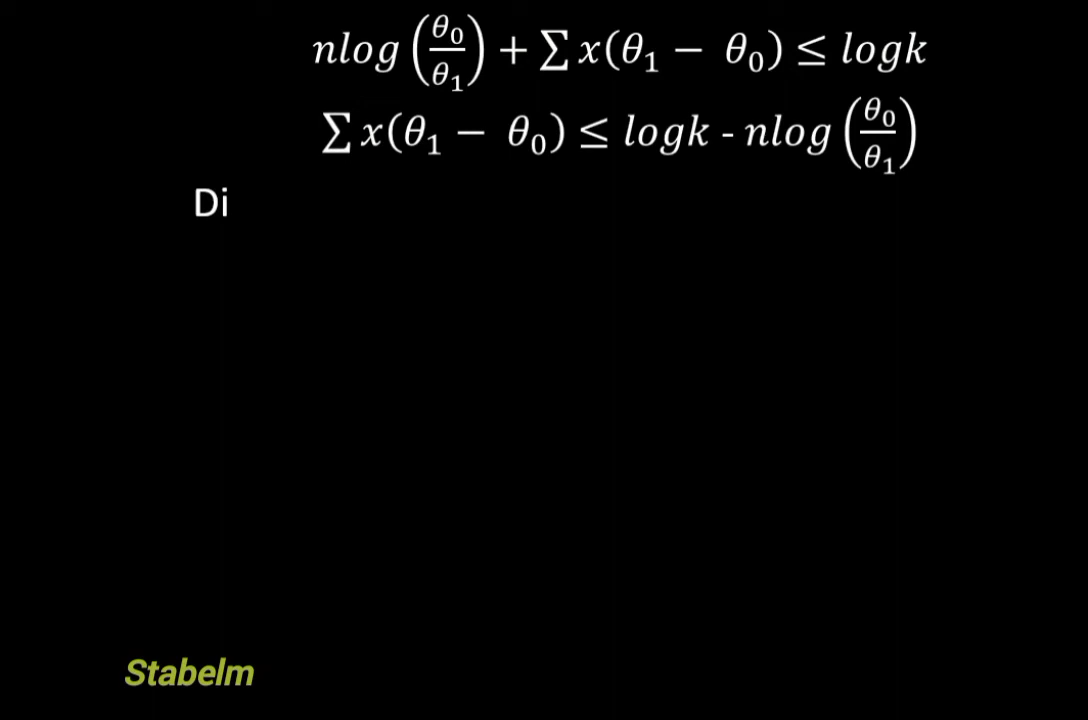 nlog (θ₀/θ₁) + ∑ x(θ₁ − θ₀) ≤ logk
∑ x(θ₁ − θ₀) ≤ logk - nlog (θ₀/θ₁)
Di
Stabelm